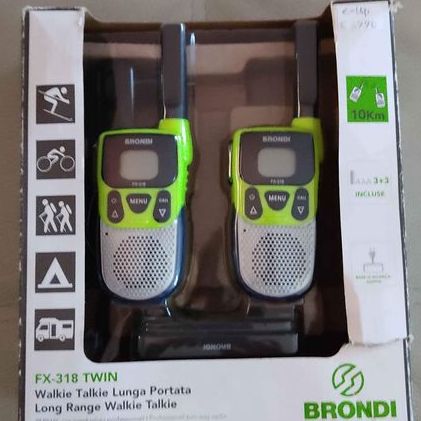 10Km
BRONDI
FX-318
MENU
CALL
BRONDI
FX-318
MENU
CALL
3+3
INCLUSE
BRONDI
FX-318 TWIN
Walkie Talkie Lunga Portata
Long Range Walkie Talkie
BRONDI